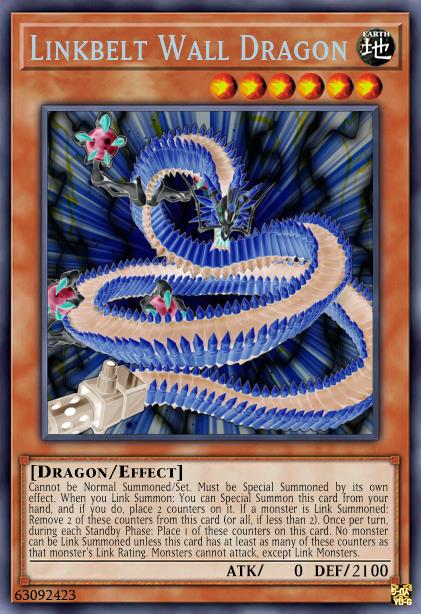 LINKBELT WALL DRAGON
EARTH
地
[DRAGON/EFFECT]
Cannot be Normal Summoned/Set. Must be Special Summoned by its own
effect. When you Link Summon: You can Special Summon this card from your
hand, and if you do, place 2 counters on it. If a monster is Link Summoned:
Remove 2 of these counters from this card (or all, if less than 2). Once per turn,
during each Standby Phase: Place 1 of these counters on this card. No monster
can be Link Summoned unless this card has at least as many of these counters as
that monster's Link Rating. Monsters cannot attack, except Link Monsters.
ATK/ 0 DEF/2100
63092423